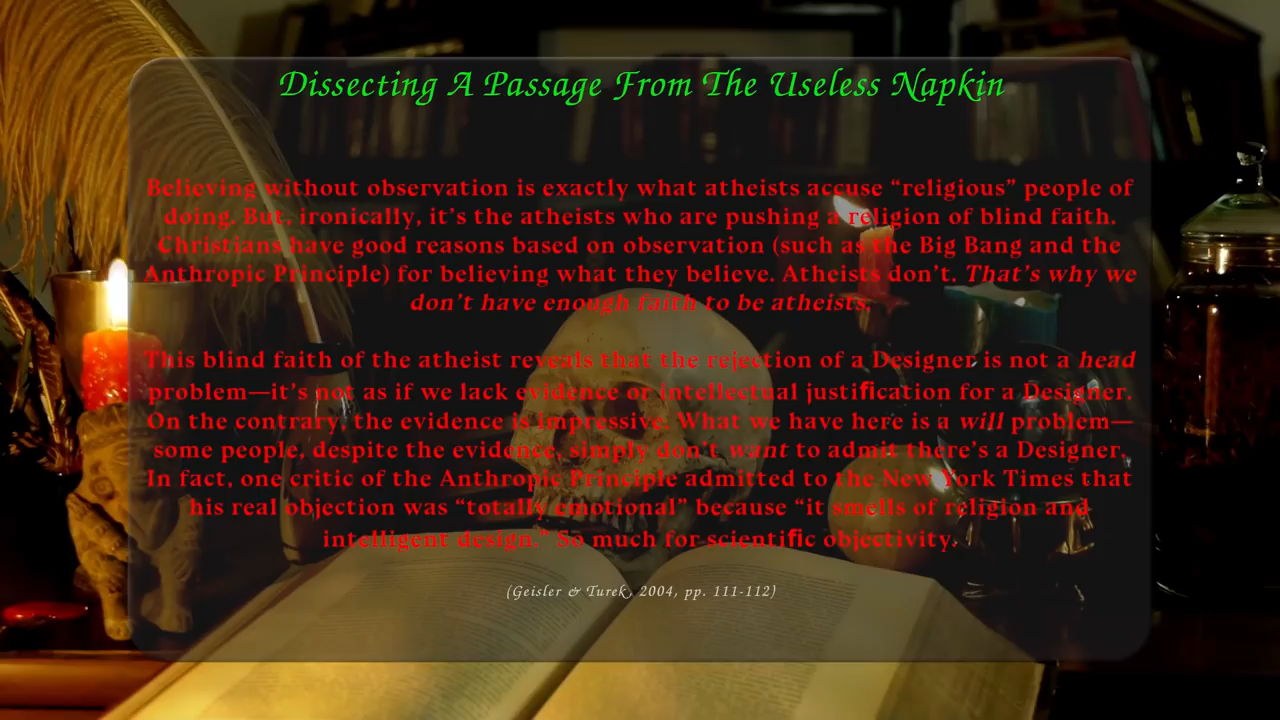 Dissecting A Passage From The Useless Napkin
Believing without observation is exactly what atheists accuse “religious” people of
doing. But, ironically, it’s the atheists who are pushing a religion of blind faith.
Christians have good reasons based on observation (such as the Big Bang and the
Anthropic Principle) for believing what they believe. Atheists don’t. That’s why we
don’t have enough faith to be atheists.
This blind faith of the atheist reveals that the rejection of a Designer is not a head
problem—it’s not as if we lack evidence or intellectual justification for a Designer.
On the contrary, the evidence is impressive. What we have here is a will problem—
some people, despite the evidence, simply don’t want to admit there’s a Designer.
In fact, one critic of the Anthropic Principle admitted to the New York Times that
his real objection was “totally emotional” because “it smells of religion and
intelligent design.” So much for scientific objectivity.
(Geisler & Turek, 2004, pp. 111-112)